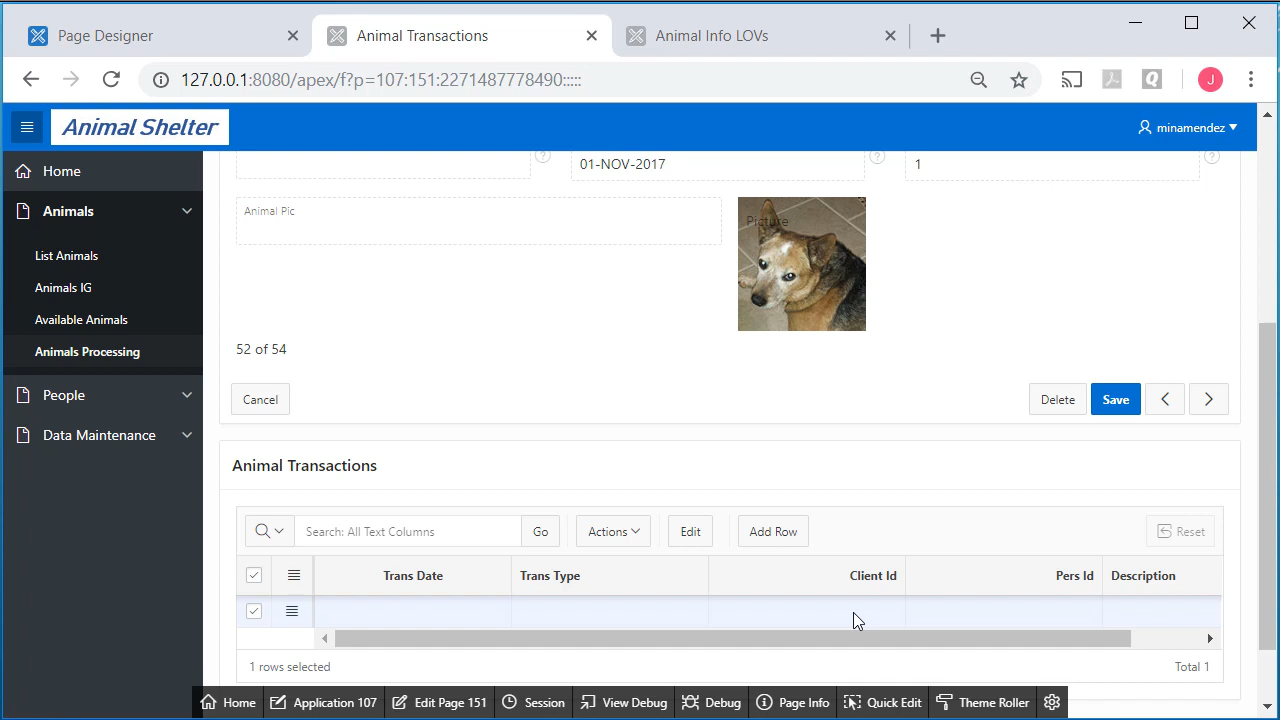 Page Designer
Animal Transactions
Animal Info LOVs
127.0.0.1:8080/apex/f?p=107:151:2271487778490:::::
J
Animal Shelter
minamendez
Home
Animals
List Animals
Animals IG
Available Animals
Animals Processing
People
Data Maintenance
01-NOV-2017
1
Animal Pic
Picture
52 of 54
Cancel
Delete
Save
Animal Transactions
Search: All Text Columns
Go
Actions
Edit
Add Row
Reset
Trans Date
Trans Type
Client Id
Pers Id
Description
1 rows selected
Total 1
Home
Application 107
Edit Page 151
Session
View Debug
Debug
Page Info
Quick Edit
Theme Roller